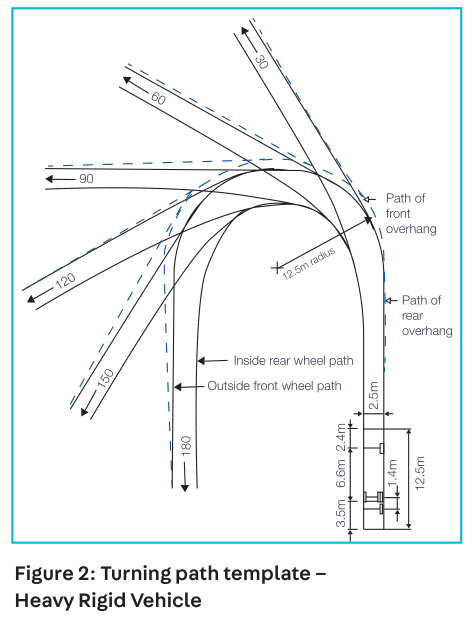 30
60
90
120
150
180
Path of
front
overhang
12.5m radius
Path of
rear
overhang
Inside rear wheel path
Outside front wheel path
2.5m
2.4m
6.6m
3.5m
1.4m
12.5m
Figure 2: Turning path template –
Heavy Rigid Vehicle